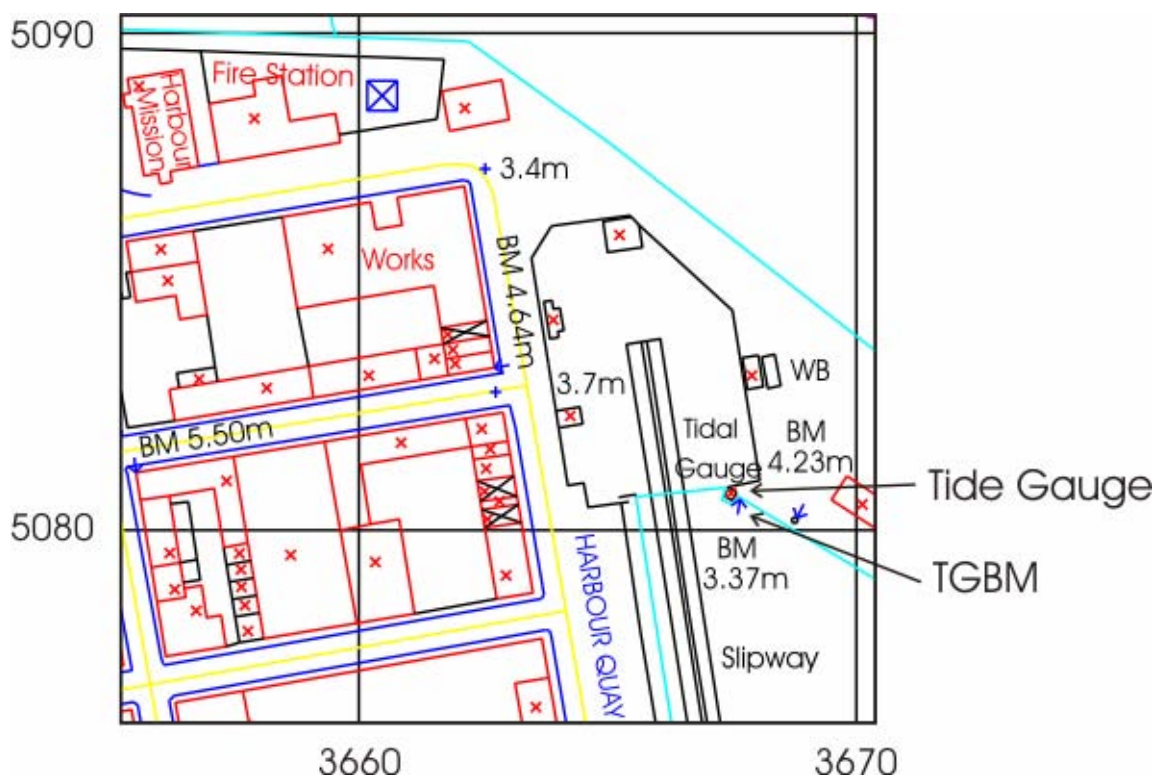 5090
Fire Station
Harbour
Mission
3.4m
BM 4.64m
Works
WB
3.7m
BM 5.50m
Tidal
Gauge
BM
4.23m
Tide Gauge
5080
BM
3.37m
TGBM
HARBOUR QUAY
Slipway
3660
3670